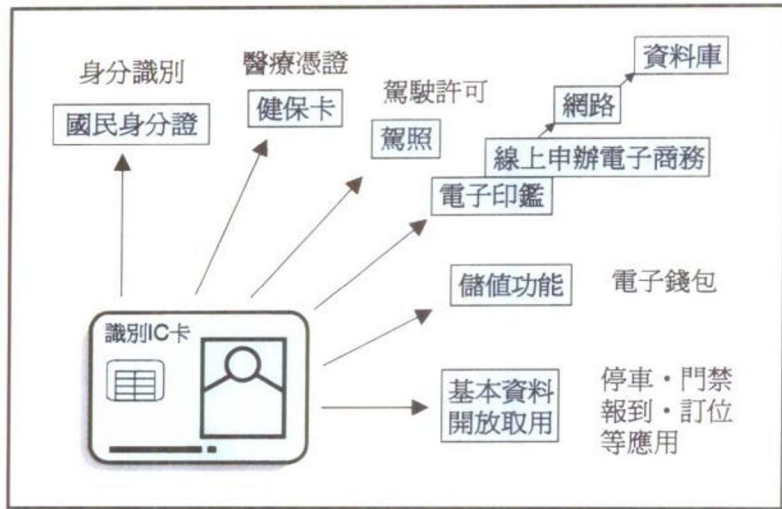 身分識別
國民身分證
醫療憑證
健保卡
駕駛許可
駕照
資料庫
網路
線上申辦電子商務
電子印鑑
儲值功能
電子錢包
基本資料
開放取用
停車・門禁
報到・訂位
等應用
識別IC卡